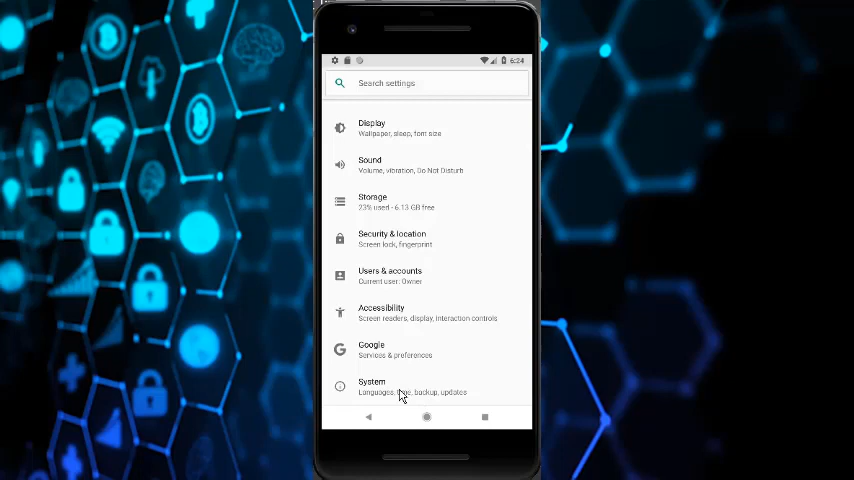 6:24
Search settings
Display
Wallpaper, sleep, font size
Sound
Volume, vibration, Do Not Disturb
Storage
23% used - 6.13 GB free
Security & location
Screen lock, fingerprint
Users & accounts
Current user: Owner
Accessibility
Screen readers, display, interaction controls
Google
Services & preferences
System
Languages, time, backup, updates